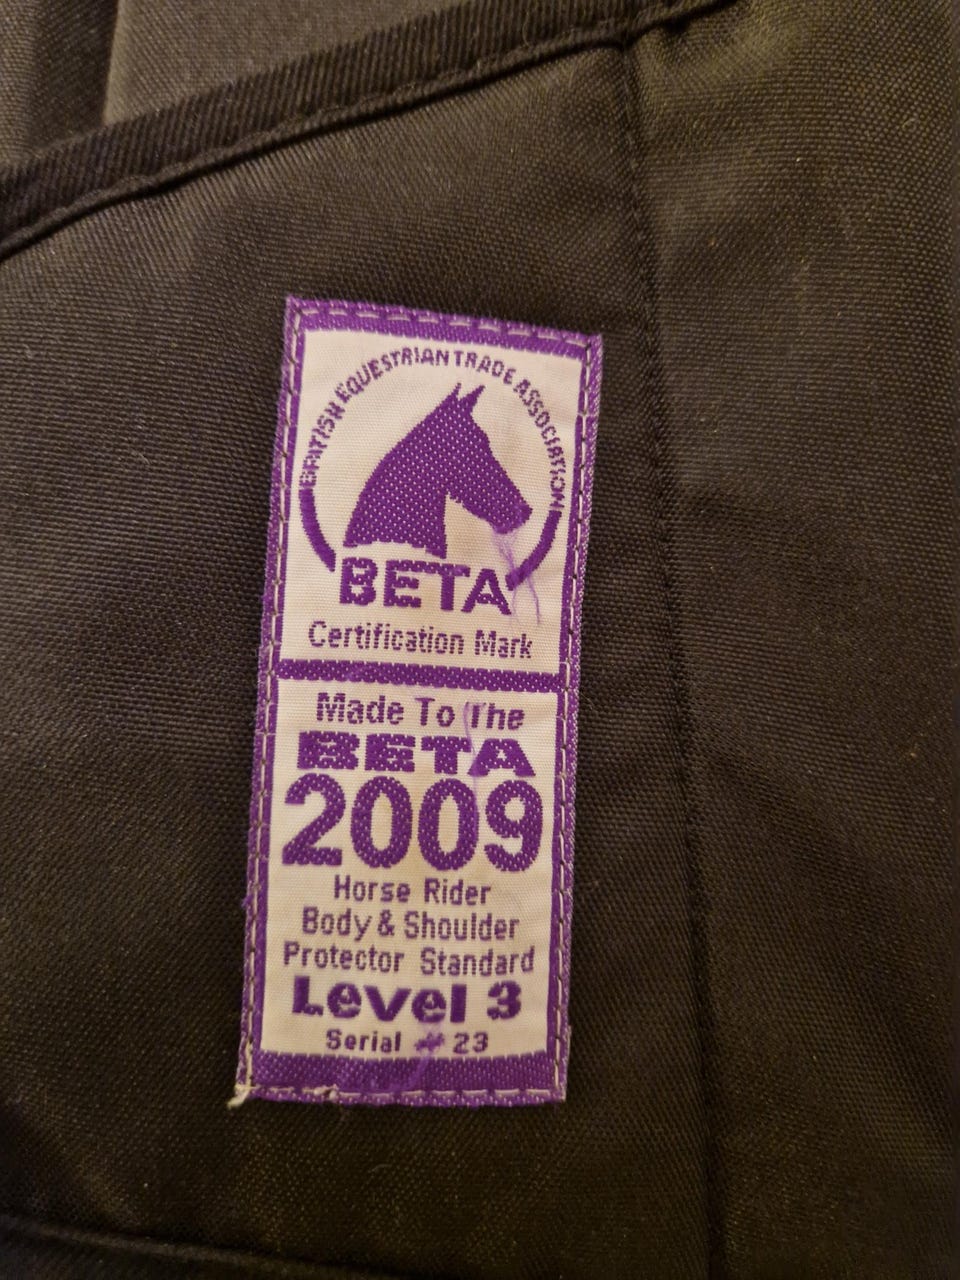 BRITISH EQUESTRIAN TRADE ASSOCIATION
BETA
Certification Mark
Made To The
BETA
2009
Horse Rider
Body & Shoulder
Protector Standard
Level 3
Serial # 23